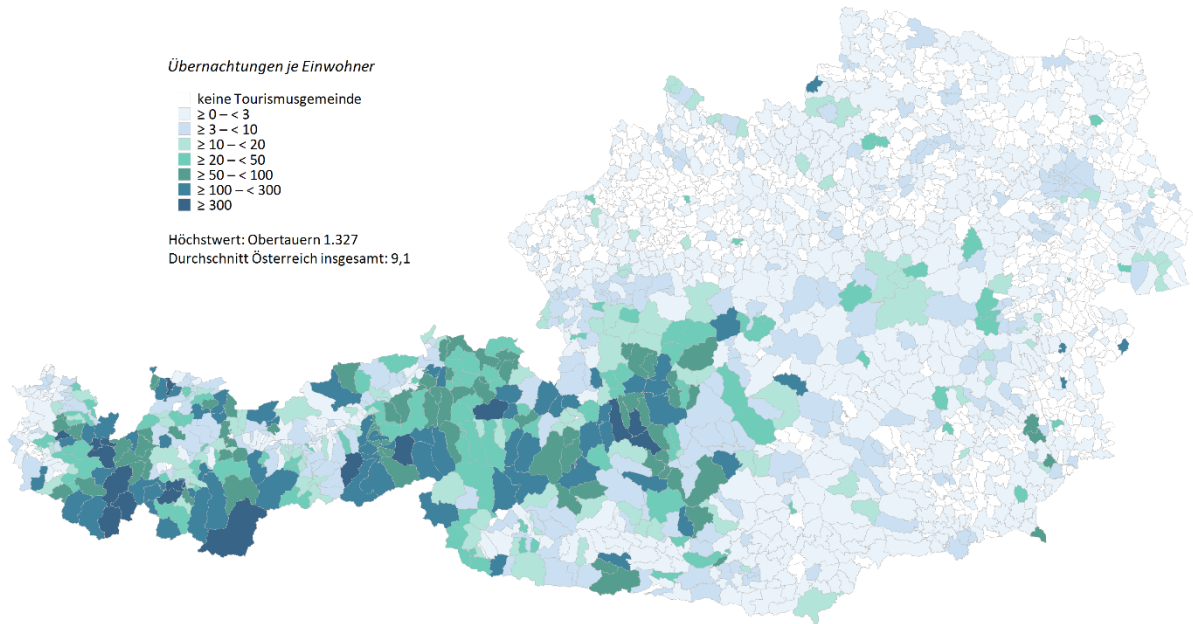 Übernachtungen je Einwohner
keine Tourismusgemeinde
≥ 0 – < 3
≥ 3 – < 10
≥ 10 – < 20
≥ 20 – < 50
≥ 50 – < 100
≥ 100 – < 300
≥ 300
Höchstwert: Obertauern 1.327
Durchschnitt Österreich insgesamt: 9,1